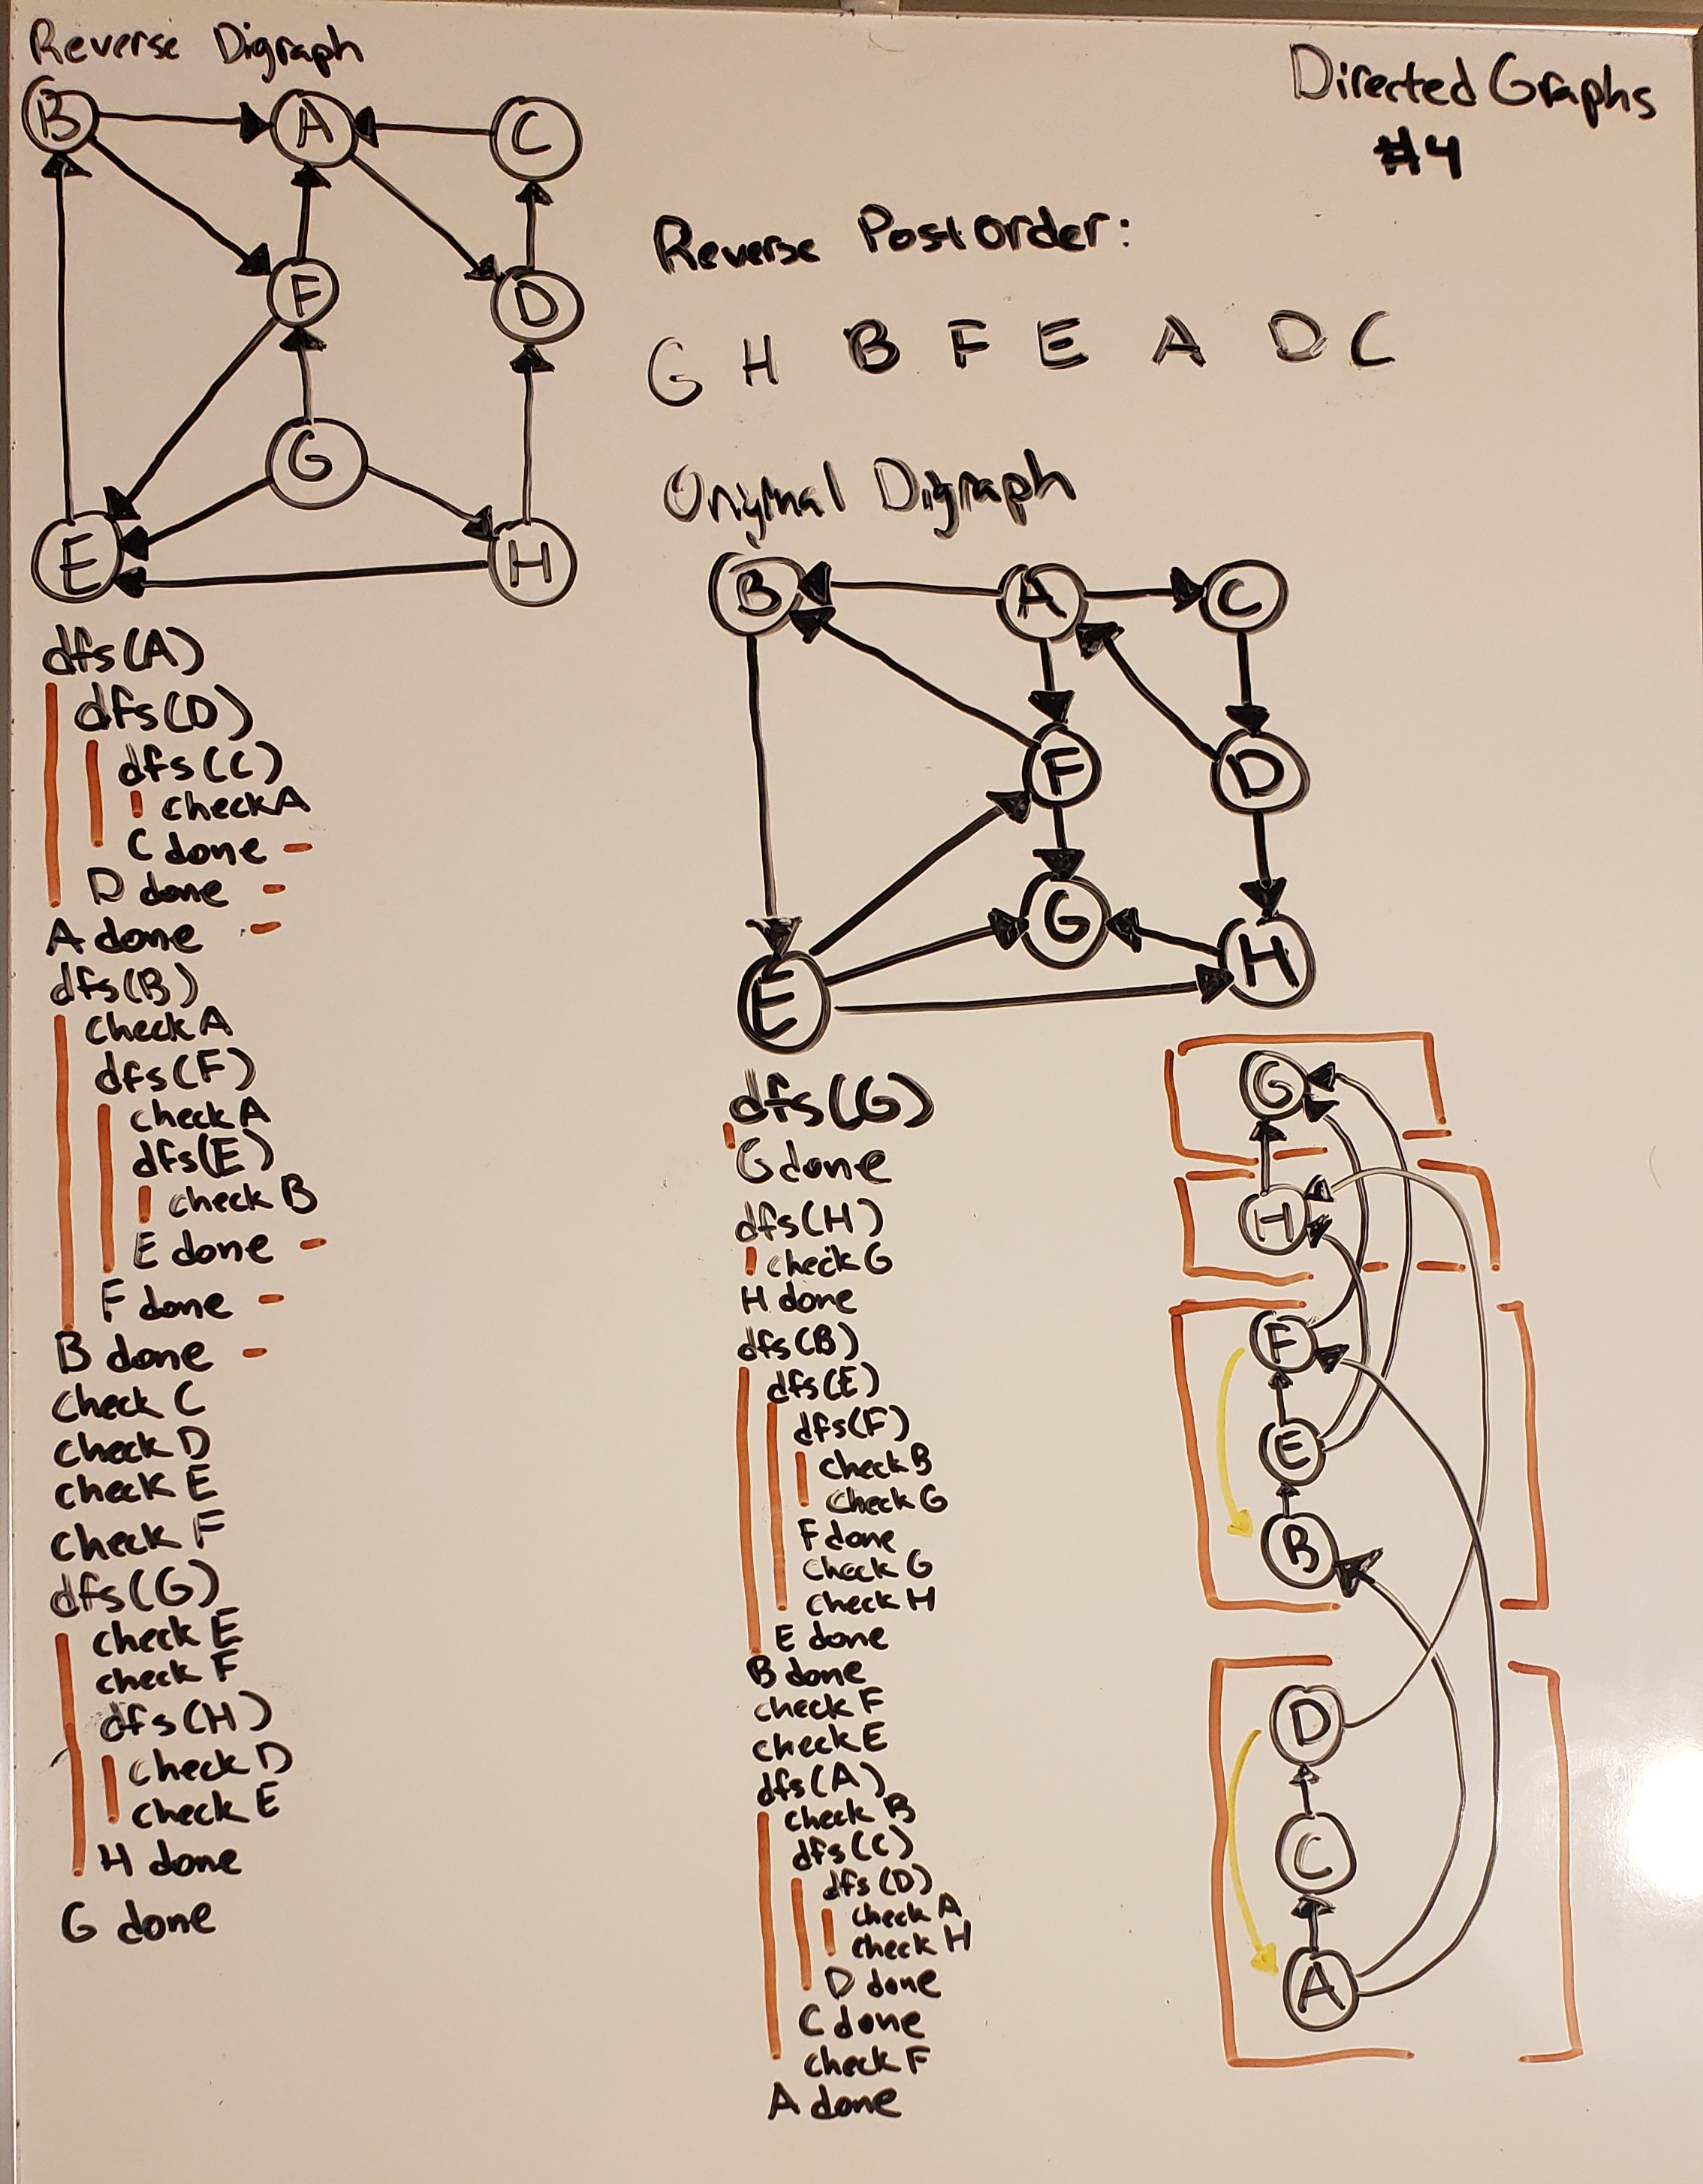 Reverse Digraph
B A C
F D
G
E H
dfs(A)
dfs(D)
dfs(C)
check A
C done -
D done -
A done -
dfs(B)
check A
dfs(F)
check A
dfs(E)
check B
E done -
F done -
B done -
check C
check D
check E
check F
dfs(G)
check E
check F
dfs(H)
check D
check E
H done
G done
Directed Graphs
#4
Reverse Postorder:
G H B F E A D C
Original Digraph
B A C
F D
G
E H
dfs(G)
G done
dfs(H)
check G
H done
dfs(B)
dfs(E)
dfs(F)
check B
check G
F done
check G
check H
E done
B done
check F
check E
dfs(A)
check B
dfs(C)
dfs(D)
check A
check H
D done
C done
check F
A done
G
H
F
E
B
D
C
A